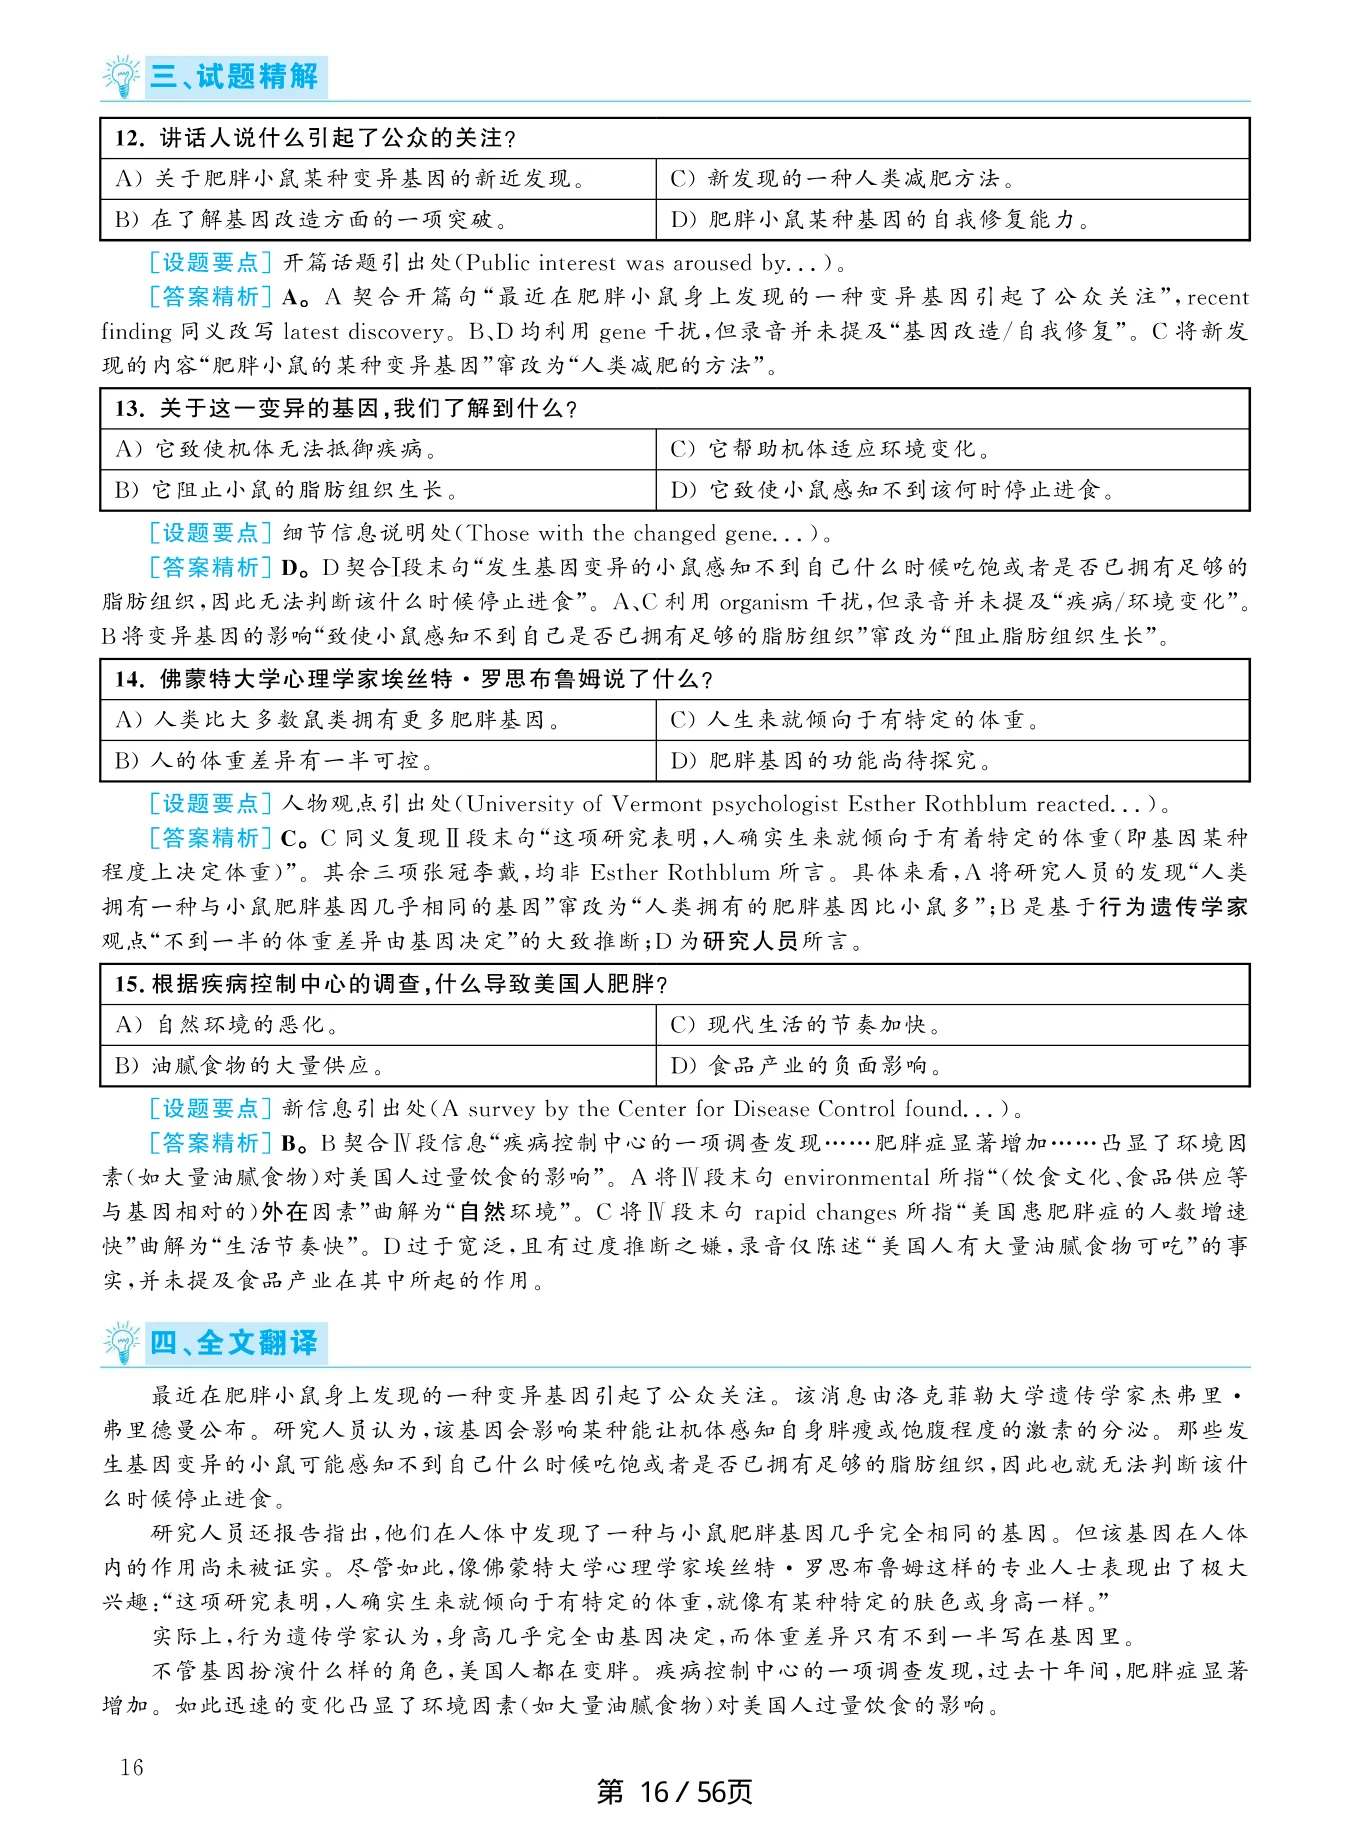 三、试题精解
12. 讲话人说什么引起了公众的关注?
A) 关于肥胖小鼠某种变异基因的新近发现。
C) 新发现的一种人类减肥方法。
B) 在了解基因改造方面的一项突破。
D) 肥胖小鼠某种基因的自我修复能力。
[设题要点] 开篇话题引出处(Public interest was aroused by...)。
[答案精析] A。A 契合开篇句“最近在肥胖小鼠身上发现的一种变异基因引起了公众关注”,recent
finding 同义改写 latest discovery。B、D 均利用 gene 干扰,但录音并未提及“基因改造/自我修复”。C 将新发
现的内容“肥胖小鼠的某种变异基因”窜改为“人类减肥的方法”。
13. 关于这一变异的基因,我们了解到什么?
A) 它致使机体无法抵御疾病。
C) 它帮助机体适应环境变化。
B) 它阻止小鼠的脂肪组织生长。
D) 它致使小鼠感知不到该何时停止进食。
[设题要点] 细节信息说明处(Those with the changed gene...)。
[答案精析] D。D 契合Ⅰ段末句“发生基因变异的小鼠感知不到自己什么时候吃饱或者是否已拥有足够的
脂肪组织,因此无法判断该什么时候停止进食”。A、C 利用 organism 干扰,但录音并未提及“疾病/环境变化”。
B 将变异基因的影响“致使小鼠感知不到自己是否已拥有足够的脂肪组织”窜改为“阻止脂肪组织生长”。
14. 佛蒙特大学心理学家埃丝特·罗思布鲁姆说了什么?
A) 人类比大多数鼠类拥有更多肥胖基因。
C) 人生来就倾向于有特定的体重。
B) 人的体重差异有一半可控。
D) 肥胖基因的功能尚待探究。
[设题要点] 人物观点引出处(University of Vermont psychologist Esther Rothblum reacted...)。
[答案精析] C。C 同义复现Ⅱ段末句“这项研究表明,人确实生来就倾向于有着特定的体重(即基因某种
程度上决定体重)”。其余三项张冠李戴,均非 Esther Rothblum 所言。具体来看,A 将研究人员的发现“人类
拥有一种与小鼠肥胖基因几乎相同的基因”窜改为“人类拥有的肥胖基因比小鼠多”;B 是基于行为遗传学家
观点“不到一半的体重差异由基因决定”的大致推断;D 为研究人员所言。
15. 根据疾病控制中心的调查,什么导致美国人肥胖?
A) 自然环境的恶化。
C) 现代生活的节奏加快。
B) 油腻食物的大量供应。
D) 食品产业的负面影响。
[设题要点] 新信息引出处(A survey by the Center for Disease Control found...)。
[答案精析] B。B 契合Ⅳ段信息“疾病控制中心的一项调查发现……肥胖症显著增加……凸显了环境因
素(如大量油腻食物)对美国人过量饮食的影响”。A 将Ⅳ段末句 environmental 所指“(饮食文化、食品供应等
与基因相对的)外在因素”曲解为“自然环境”。C 将Ⅳ段末句 rapid changes 所指“美国患肥胖症的人数增速
快”曲解为“生活节奏快”。D 过于宽泛,且有过度推断之嫌,录音仅陈述“美国人有大量油腻食物可吃”的事
实,并未提及食品产业在其中所起的作用。
四、全文翻译
最近在肥胖小鼠身上发现的一种变异基因引起了公众关注。该消息由洛克菲勒大学遗传学家杰弗里·
弗里德曼公布。研究人员认为,该基因会影响某种能让机体感知自身胖瘦或饱腹程度的激素的分泌。那些发
生基因变异的小鼠可能感知不到自己什么时候吃饱或者是否已拥有足够的脂肪组织,因此也就无法判断该什
么时候停止进食。
研究人员还报告指出,他们在人体中发现了一种与小鼠肥胖基因几乎完全相同的基因。但该基因在人体
内的作用尚未被证实。尽管如此,像佛蒙特大学心理学家埃丝特·罗思布鲁姆这样的专业人士表现出了极大
兴趣:“这项研究表明,人确实生来就倾向于有特定的体重,就像有某种特定的肤色或身高一样。”
实际上,行为遗传学家认为,身高几乎完全由基因决定,而体重差异只有不到一半写在基因里。
不管基因扮演什么样的角色,美国人都在变胖。疾病控制中心的一项调查发现,过去十年间,肥胖症显著
增加。如此迅速的变化凸显了环境因素(如大量油腻食物)对美国人过量饮食的影响。
16
第 16 / 56页